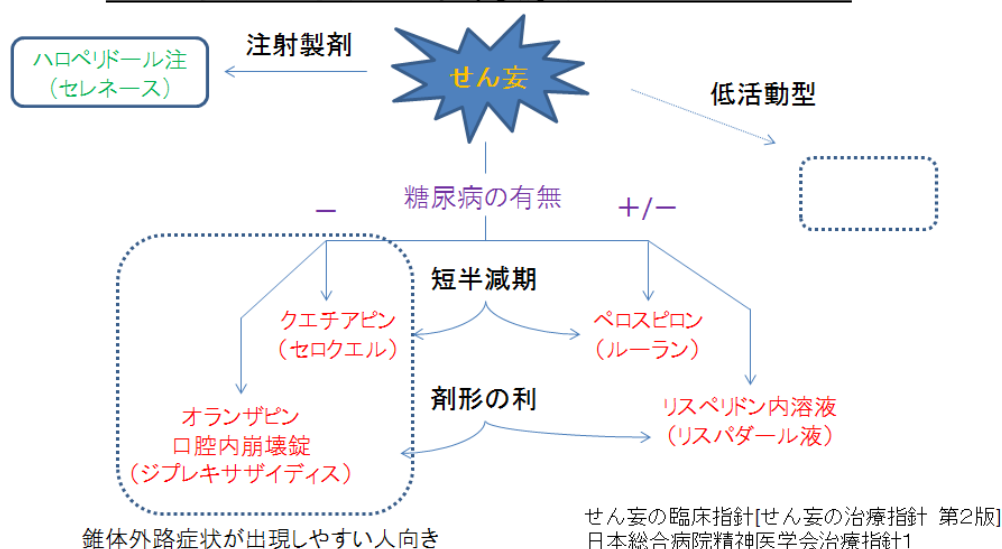 注射製剤
ハロペリドール注
（セレネース）
せん妄
低活動型
糖尿病の有無
－
＋/－
短半減期
クエチアピン
（セロクエル）
ペロスピロン
（ルーラン）
剤形の利
オランザピン
口腔内崩壊錠
（ジプレキサザイディス）
リスペリドン内溶液
（リスパダール液）
錐体外路症状が出現しやすい人向き
せん妄の臨床指針[せん妄の治療指針 第2版]
日本総合病院精神医学会治療指針1